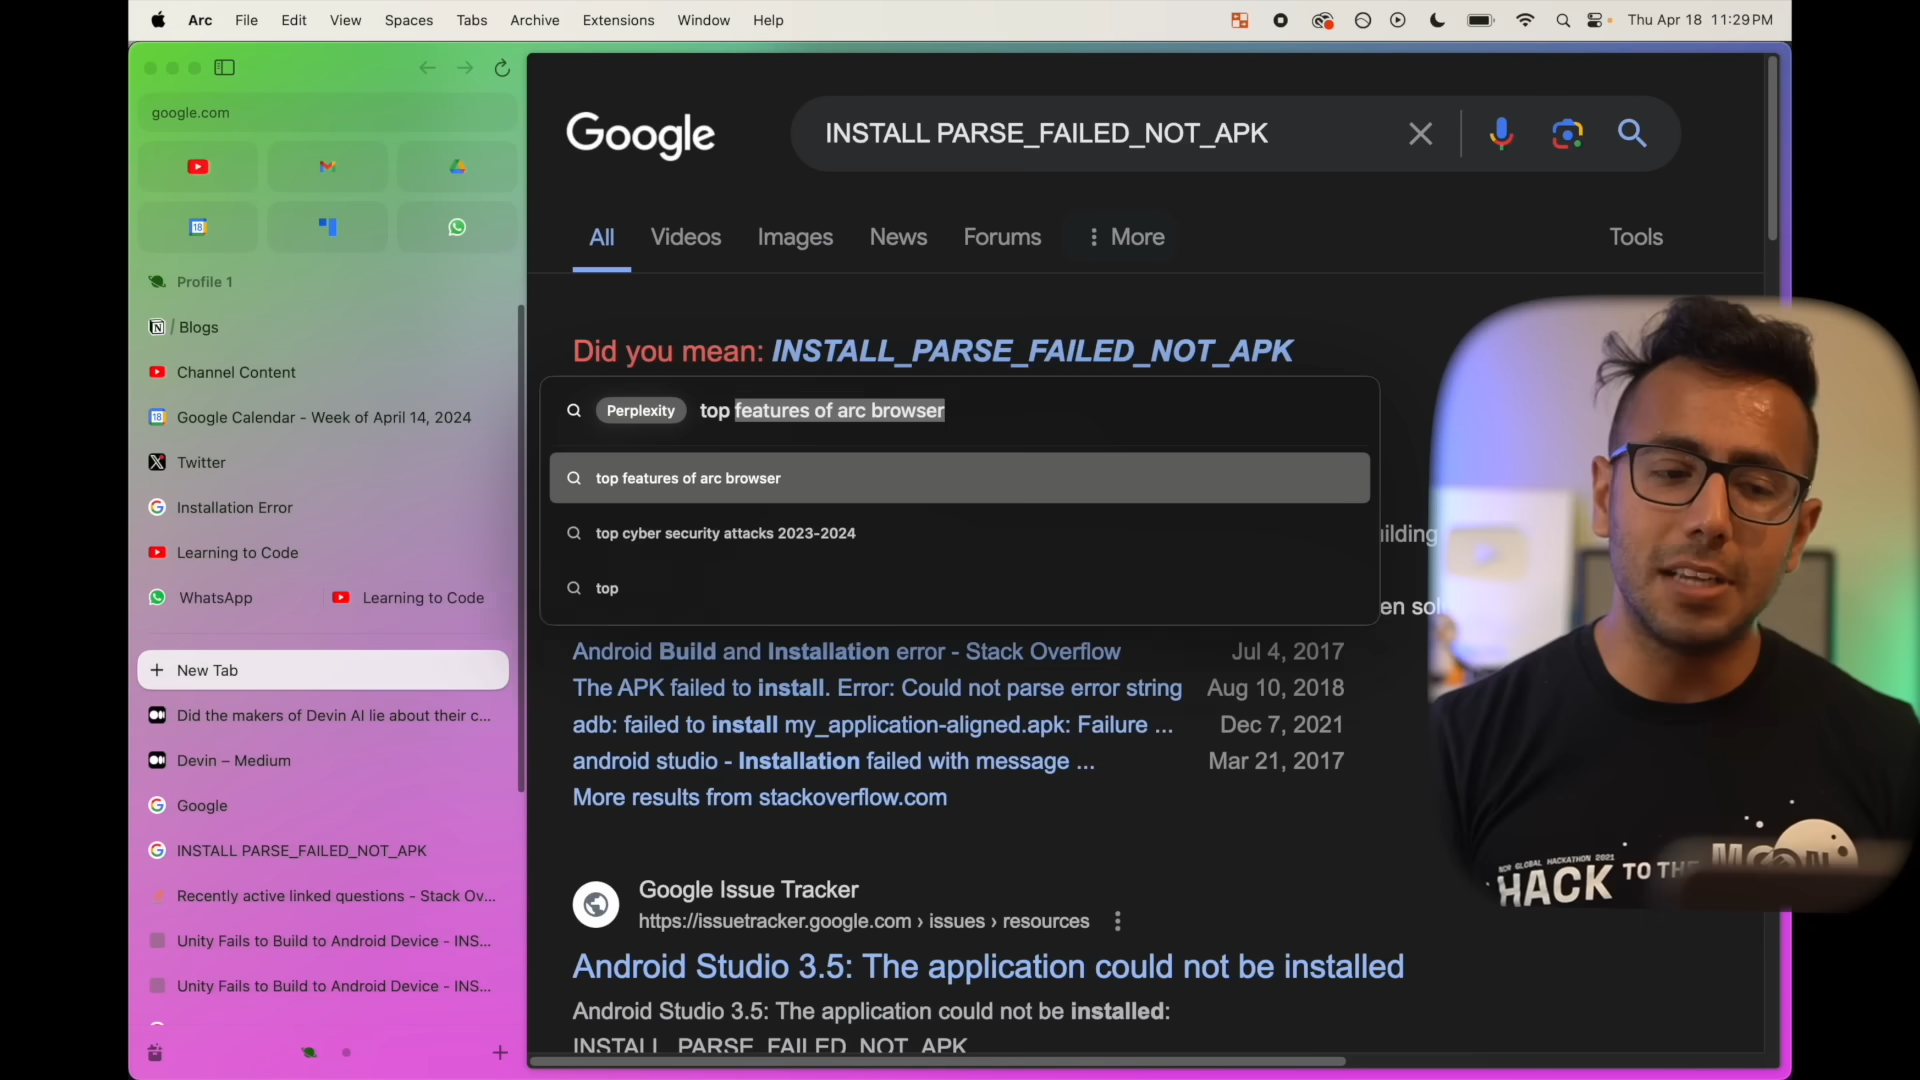 Arc File Edit View Spaces Tabs Archive Extensions Window Help
Thu Apr 18 11:29 PM
google.com
18
Profile 1
/ Blogs
Channel Content
18 Google Calendar - Week of April 14, 2024
Twitter
Installation Error
Learning to Code
WhatsApp
Learning to Code
+ New Tab
Did the makers of Devin AI lie about their c...
Devin – Medium
Google
INSTALL PARSE_FAILED_NOT_APK
Recently active linked questions - Stack Ov...
Unity Fails to Build to Android Device - INS...
Unity Fails to Build to Android Device - INS...
Google
INSTALL PARSE_FAILED_NOT_APK
All Videos Images News Forums More Tools
Did you mean: INSTALL_PARSE_FAILED_NOT_APK
Perplexity top features of arc browser
top features of arc browser
top cyber security attacks 2023-2024
top
Android Build and Installation error - Stack Overflow Jul 4, 2017
The APK failed to install. Error: Could not parse error string Aug 10, 2018
adb: failed to install my_application-aligned.apk: Failure ... Dec 7, 2021
android studio - Installation failed with message ... Mar 21, 2017
More results from stackoverflow.com
Google Issue Tracker
https://issuetracker.google.com › issues › resources
Android Studio 3.5: The application could not be installed
Android Studio 3.5: The application could not be installed:
INSTALL_PARSE_FAILED_NOT_APK
GLOBAL HACKATHON 2021
HACK TO THE